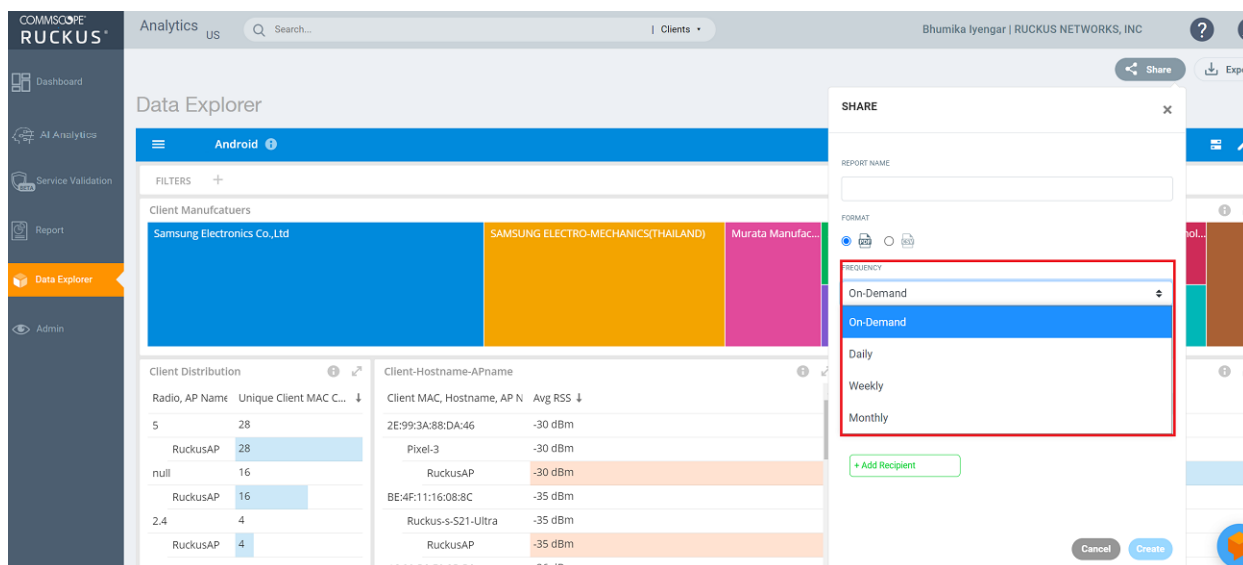 COMMSCOPE
RUCKUS
Analytics US
Search...
| Clients
Bhumika Iyengar | RUCKUS NETWORKS, INC
?
Dashboard
AI Analytics
BETA
Service Validation
Report
Data Explorer
Admin
Share
Data Explorer
Android
FILTERS +
Client Manufcatuers
Samsung Electronics Co.,Ltd
SAMSUNG ELECTRO-MECHANICS(THAILAND)
Murata Manufac...
Client Distribution
Radio, AP Name Unique Client MAC C... ↓
5 28
RuckusAP 28
null 16
RuckusAP 16
2.4 4
RuckusAP 4
Client-Hostname-APname
Client MAC, Hostname, AP N Avg RSS ↓
2E:99:3A:88:DA:46 -30 dBm
Pixel-3
RuckusAP -30 dBm
BE:4F:11:16:08:8C -35 dBm
Ruckus-s-S21-Ultra -35 dBm
RuckusAP -35 dBm
SHARE
REPORT NAME
FORMAT
PDF
FREQUENCY
On-Demand
On-Demand
Daily
Weekly
Monthly
+ Add Recipient
Cancel
Create